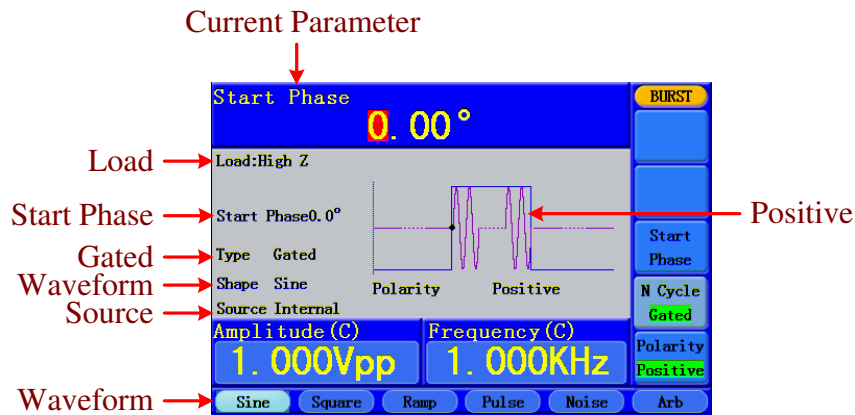 Current Parameter
Start Phase
BURST
0.00°
Load
Load:High Z
Start Phase
Start Phase0.0°
Positive
Start
Phase
Gated
Type Gated
Waveform
Shape Sine
Polarity Positive
N Cycle
Gated
Source
Source Internal
Amplitude(C)
Frequency(C)
1.000Vpp
1.000KHz
Polarity
Positive
Waveform
Sine
Square
Ramp
Pulse
Noise
Arb